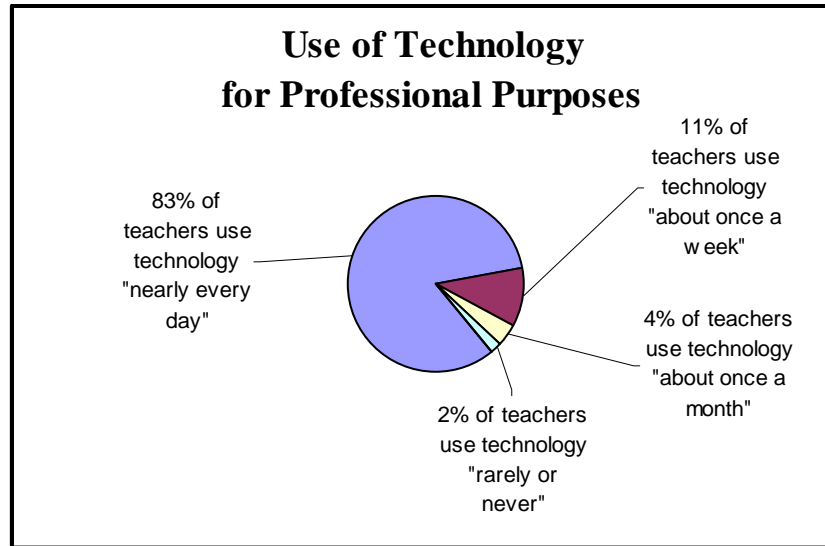 Use of Technology
for Professional Purposes
11% of
teachers use
technology
"about once a
week"
83% of
teachers use
technology
"nearly every
day"
4% of teachers
use technology
"about once a
month"
2% of teachers
use technology
"rarely or
never"